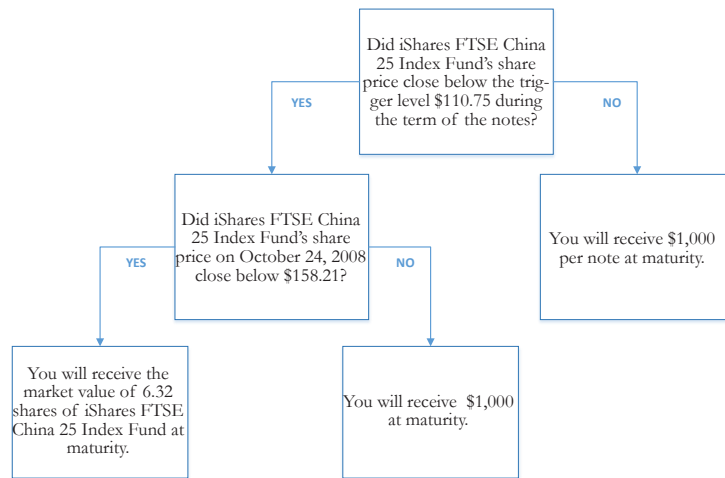 Did iShares FTSE China
25 Index Fund's share
price close below the trig-
ger level $110.75 during
the term of the notes?
YES
NO
Did iShares FTSE China
25 Index Fund's share
price on October 24, 2008
close below $158.21?
You will receive $1,000
per note at maturity.
YES
NO
You will receive the
market value of 6.32
shares of iShares FTSE
China 25 Index Fund at
maturity.
You will receive $1,000
at maturity.